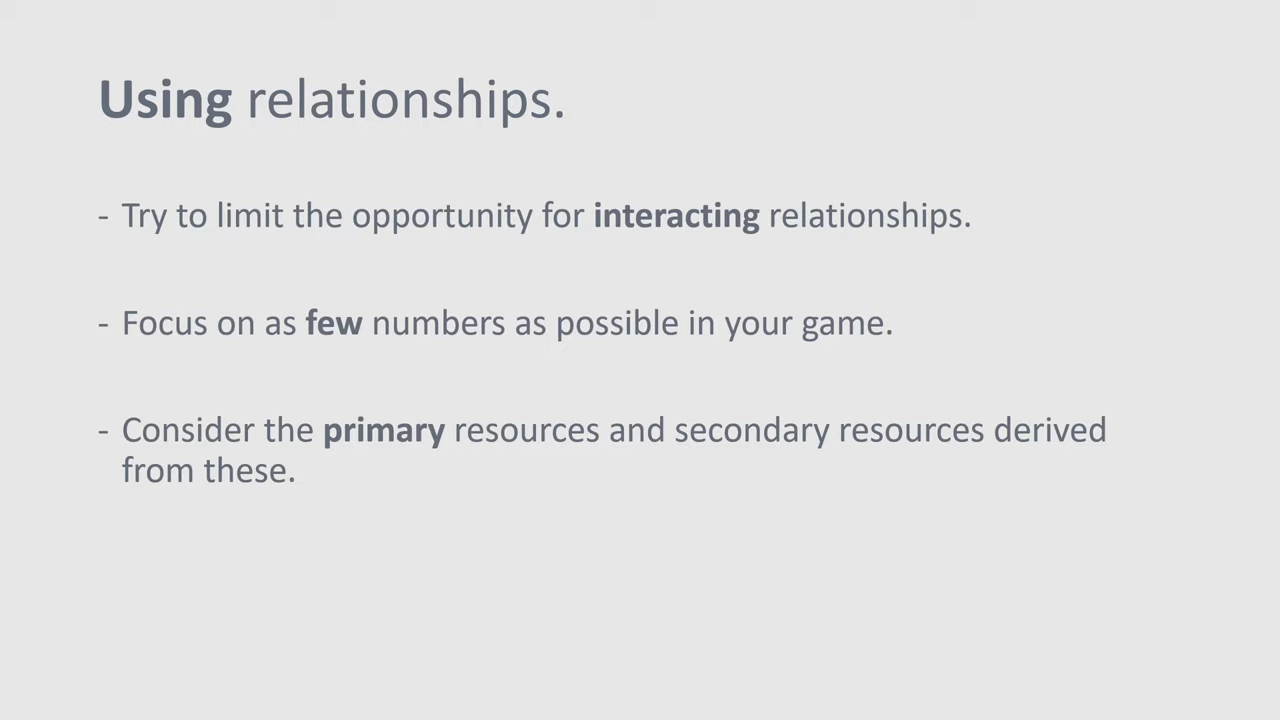 Using relationships.
- Try to limit the opportunity for interacting relationships.
- Focus on as few numbers as possible in your game.
- Consider the primary resources and secondary resources derived
from these.